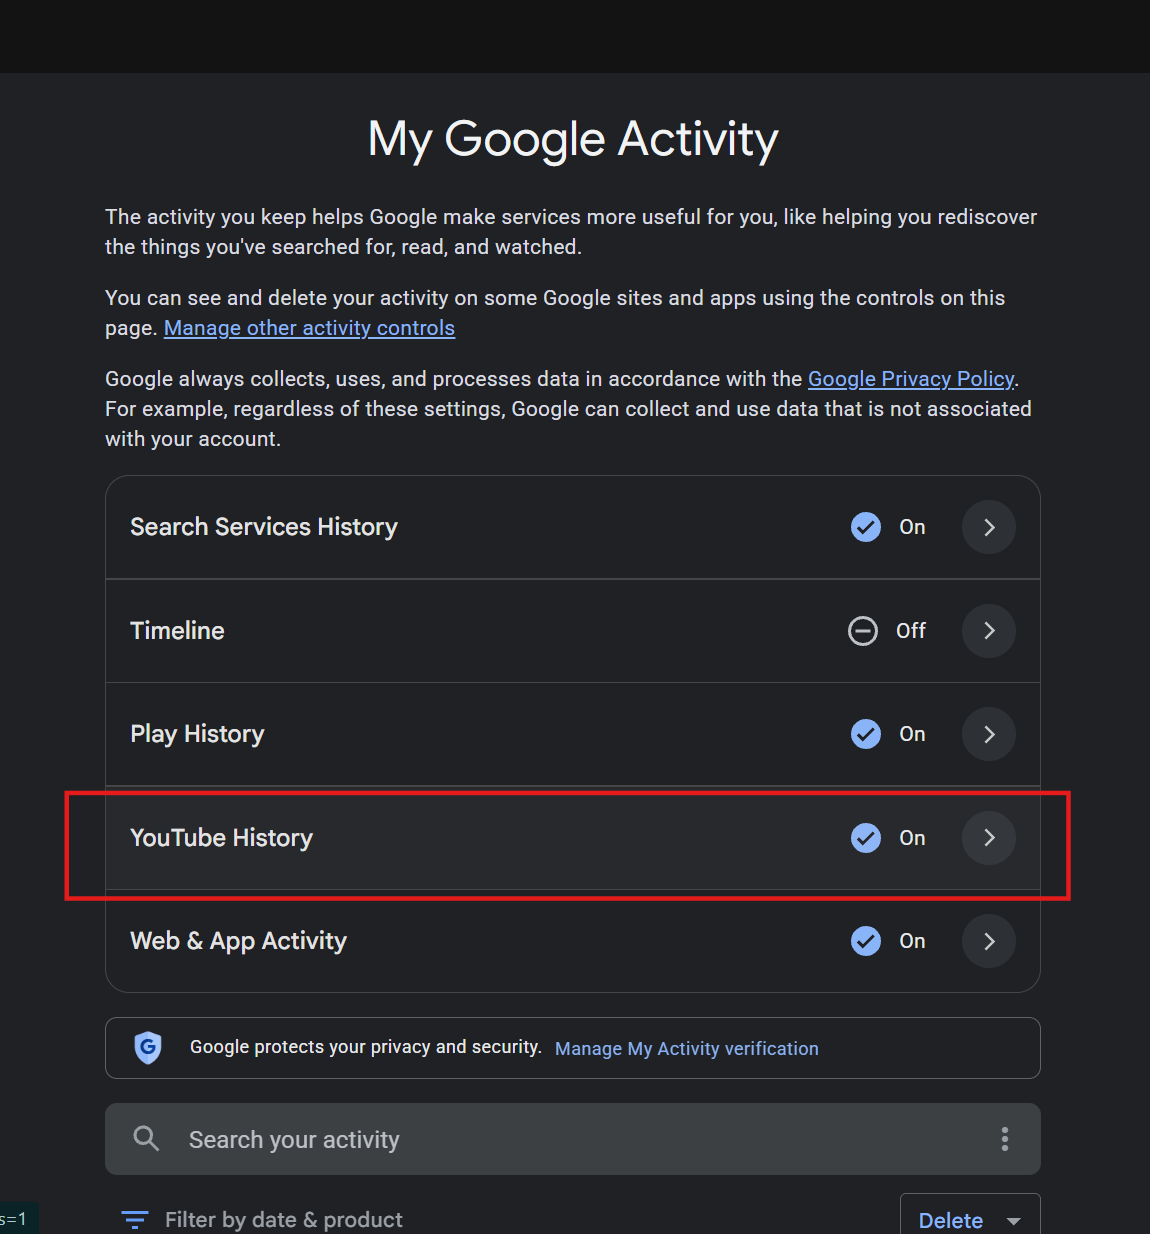 My Google Activity
The activity you keep helps Google make services more useful for you, like helping you rediscover
the things you've searched for, read, and watched.
You can see and delete your activity on some Google sites and apps using the controls on this
page. Manage other activity controls
Google always collects, uses, and processes data in accordance with the Google Privacy Policy.
For example, regardless of these settings, Google can collect and use data that is not associated
with your account.
Search Services History On
Timeline Off
Play History On
YouTube History On
Web & App Activity On
G Google protects your privacy and security. Manage My Activity verification
Search your activity
s=1 Filter by date & product Delete